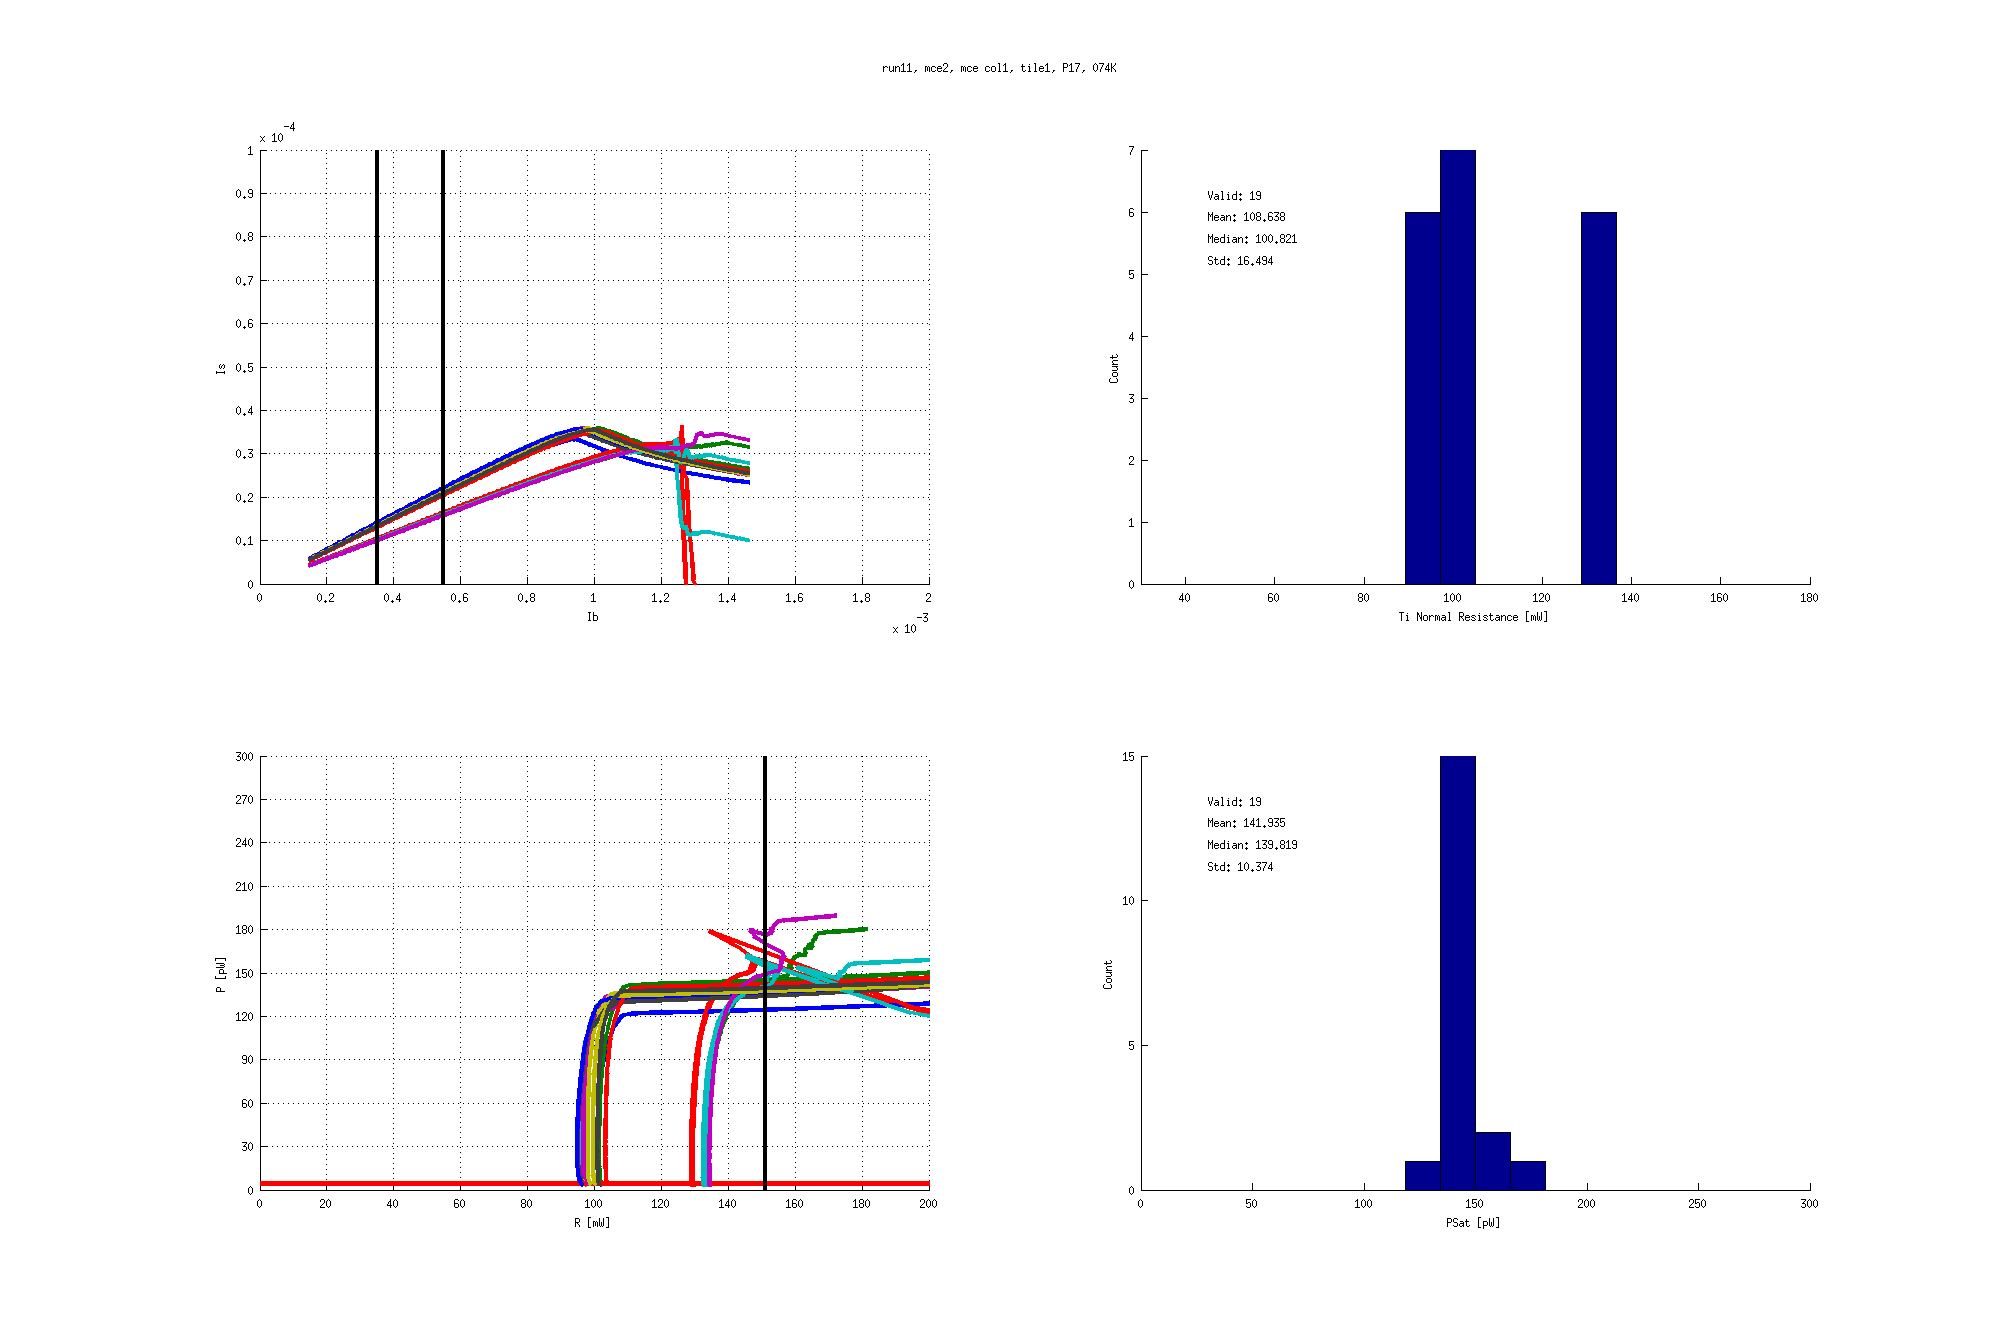 run11, mce2, mce col1, tile1, P17, 074K
x 10
-4
1
0.9
0.8
0.7
0.6
0.5
0.4
0.3
0.2
0.1
0
Is
0 0.2 0.4 0.6 0.8 1 1.2 1.4 1.6 1.8 2
Ib
x 10
-3
7
6
5
4
3
2
1
0
Count
Valid: 19
Mean: 108.638
Median: 100.821
Std: 16.494
40 60 80 100 120 140 160 180
Ti Normal Resistance [mW]
300
270
240
210
180
150
120
90
60
30
0
P [pW]
0 20 40 60 80 100 120 140 160 180 200
R [mW]
15
10
5
0
Count
Valid: 19
Mean: 141.935
Median: 139.819
Std: 10.374
0 50 100 150 200 250 300
PSat [pW]